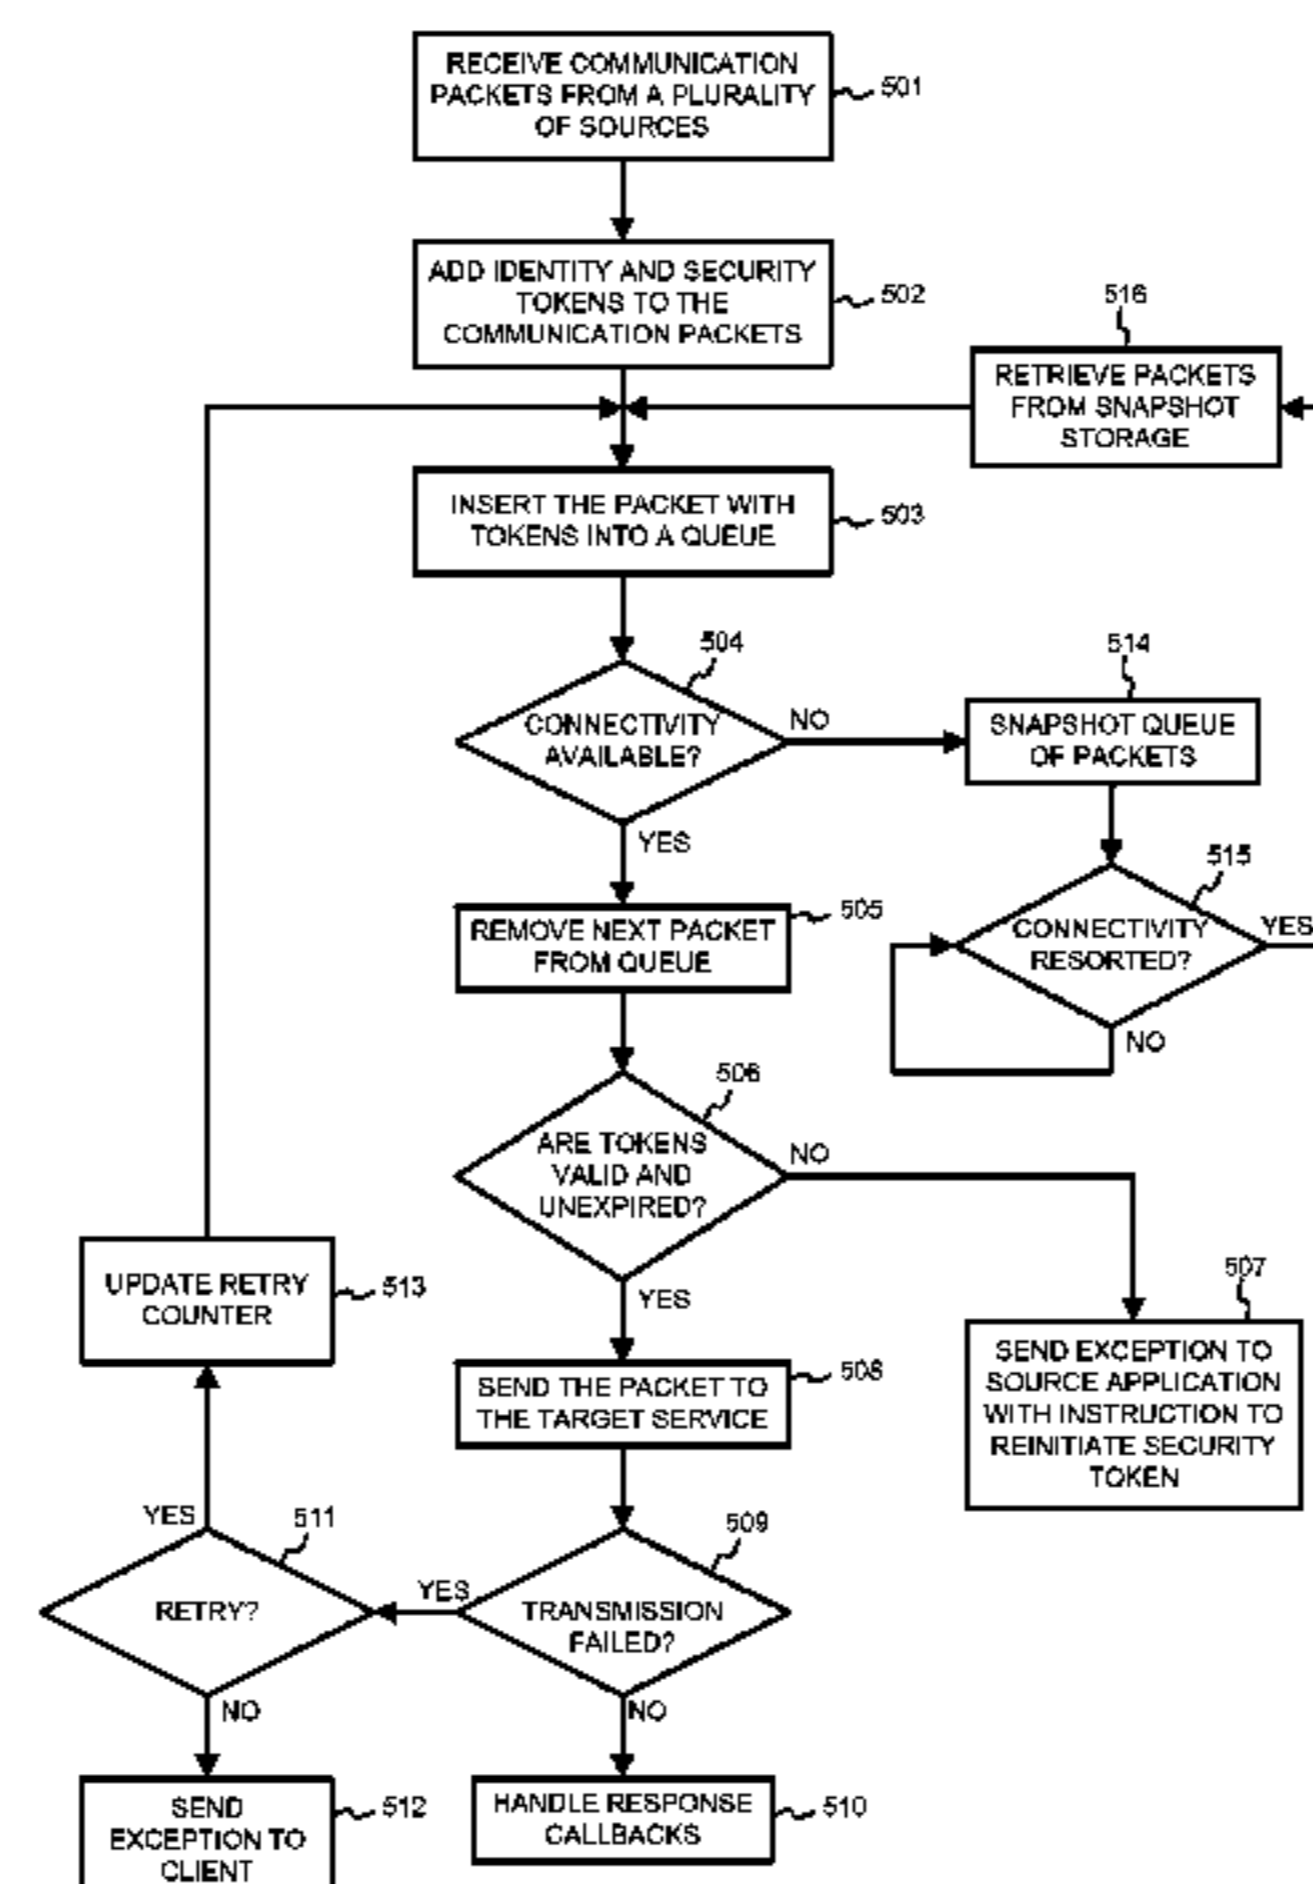 RECEIVE COMMUNICATION
PACKETS FROM A PLURALITY
OF SOURCES
501
ADD IDENTITY AND SECURITY
TOKENS TO THE
COMMUNICATION PACKETS
502
516
RETRIEVE PACKETS
FROM SNAPSHOT
STORAGE
INSERT THE PACKET WITH
TOKENS INTO A QUEUE
503
504
CONNECTIVITY
AVAILABLE?
NO
YES
514
SNAPSHOT QUEUE
OF PACKETS
515
CONNECTIVITY
RESORTED?
YES
NO
REMOVE NEXT PACKET
FROM QUEUE
505
506
ARE TOKENS
VALID AND
UNEXPIRED?
NO
YES
507
SEND EXCEPTION TO
SOURCE APPLICATION
WITH INSTRUCTION TO
REINITIATE SECURITY
TOKEN
UPDATE RETRY
COUNTER
513
SEND THE PACKET TO
THE TARGET SERVICE
508
509
TRANSMISSION
FAILED?
YES
NO
511
RETRY?
YES
NO
SEND
EXCEPTION TO
CLIENT
512
HANDLE RESPONSE
CALLBACKS
510